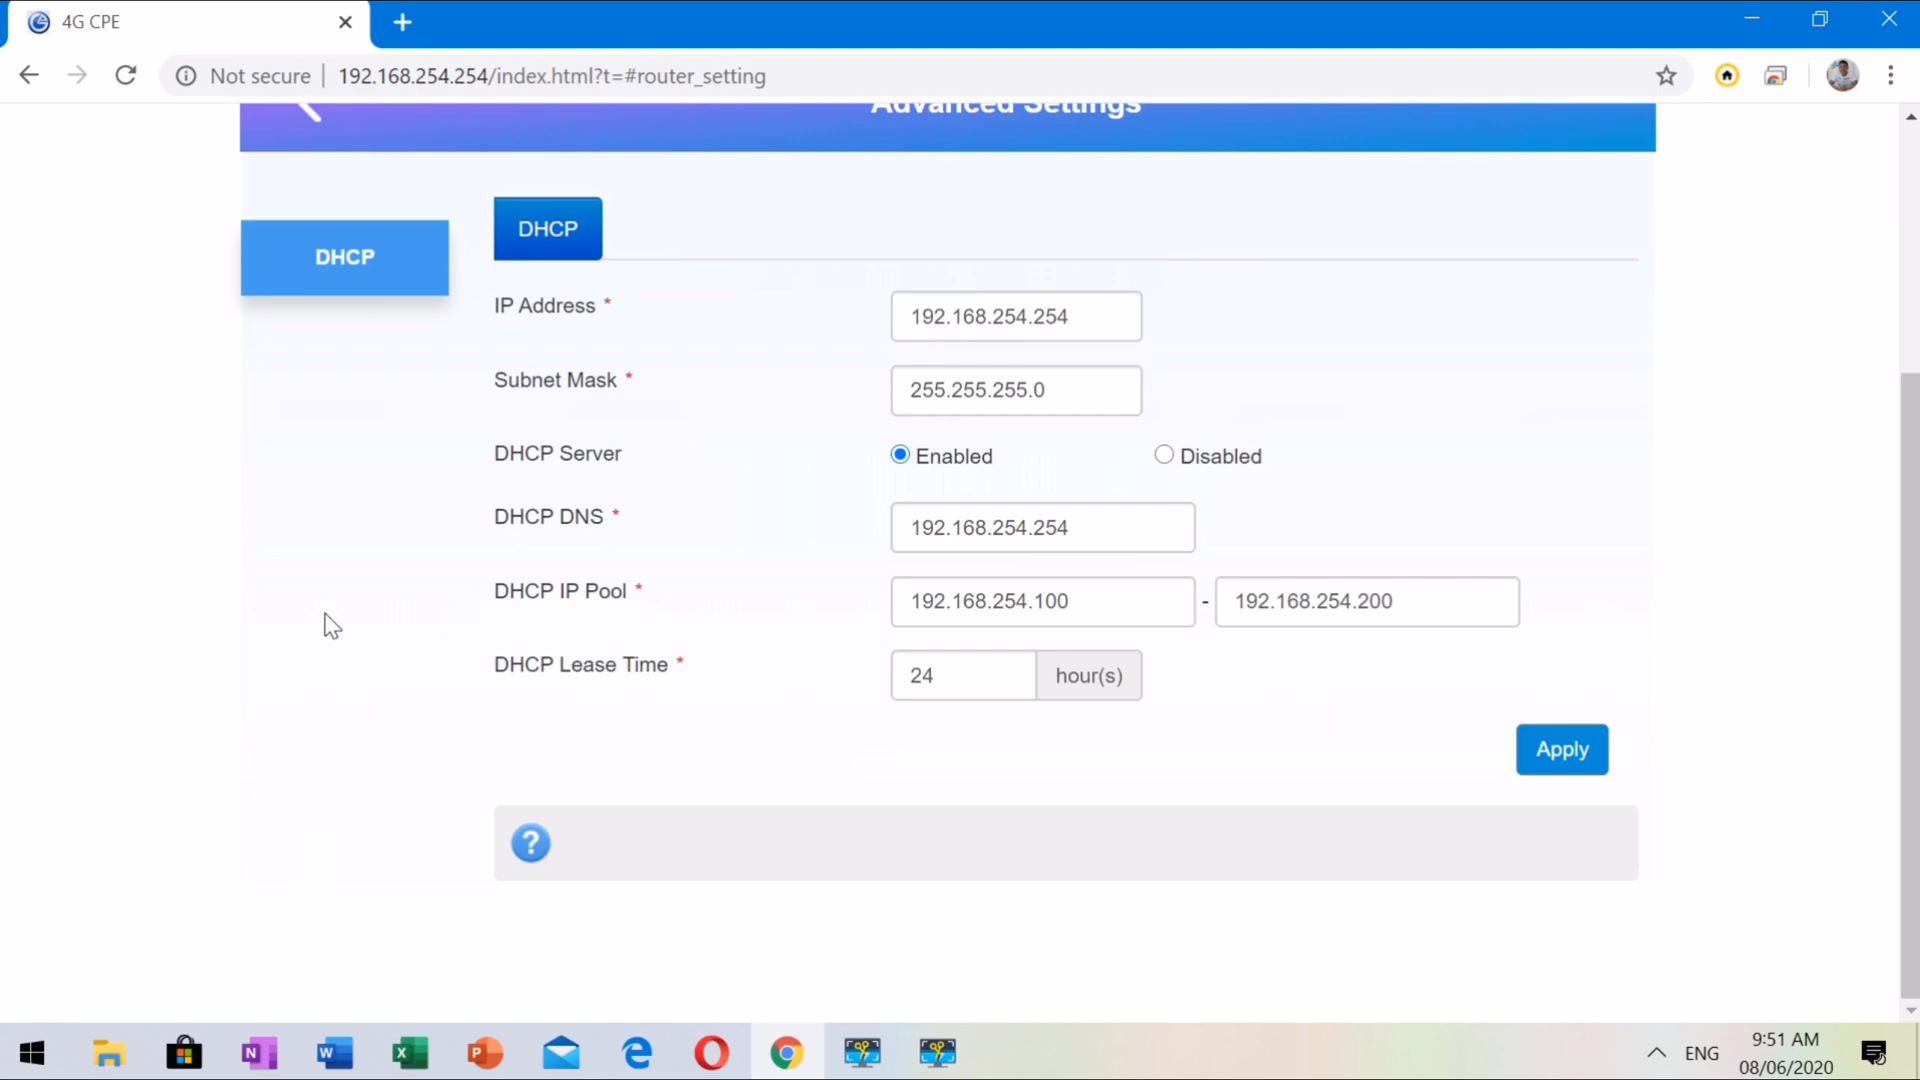 4G CPE
Not secure
192.168.254.254/index.html?t=#router_setting
Advanced Settings
DHCP
DHCP
IP Address *
192.168.254.254
Subnet Mask *
255.255.255.0
DHCP Server
Enabled
Disabled
DHCP DNS *
192.168.254.254
DHCP IP Pool *
192.168.254.100 - 192.168.254.200
DHCP Lease Time *
24 hour(s)
Apply
?
ENG
9:51 AM
08/06/2020